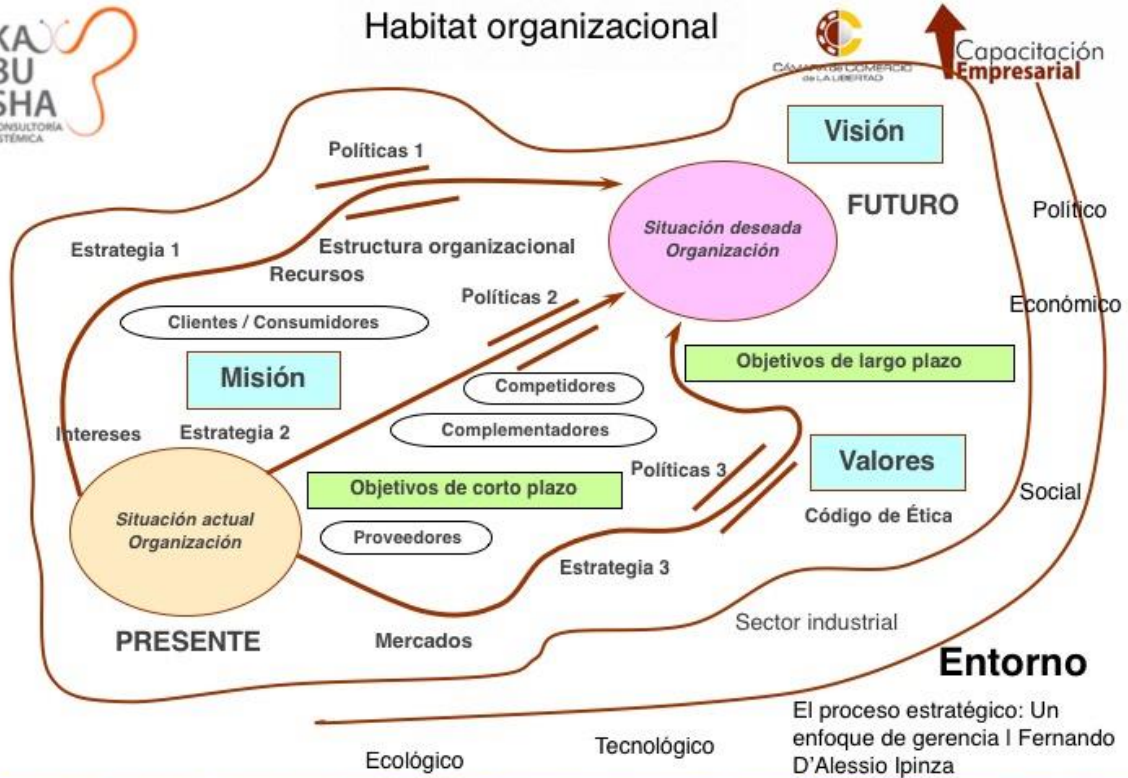 KA
BU
SHA
CONSULTORÍA
SISTÉMICA
Habitat organizacional
CÁMARA de COMERCIO
de LA LIBERTAD
Capacitación
Empresarial
Visión
Políticas 1
FUTURO
Político
Situación deseada
Organización
Estrategia 1
Estructura organizacional
Recursos
Políticas 2
Económico
Clientes / Consumidores
Objetivos de largo plazo
Misión
Competidores
Intereses
Estrategia 2
Complementadores
Valores
Políticas 3
Objetivos de corto plazo
Social
Situación actual
Organización
Código de Ética
Proveedores
Estrategia 3
PRESENTE
Mercados
Sector industrial
Entorno
El proceso estratégico: Un
enfoque de gerencia I Fernando
D'Alessio Ipinza
Tecnológico
Ecológico